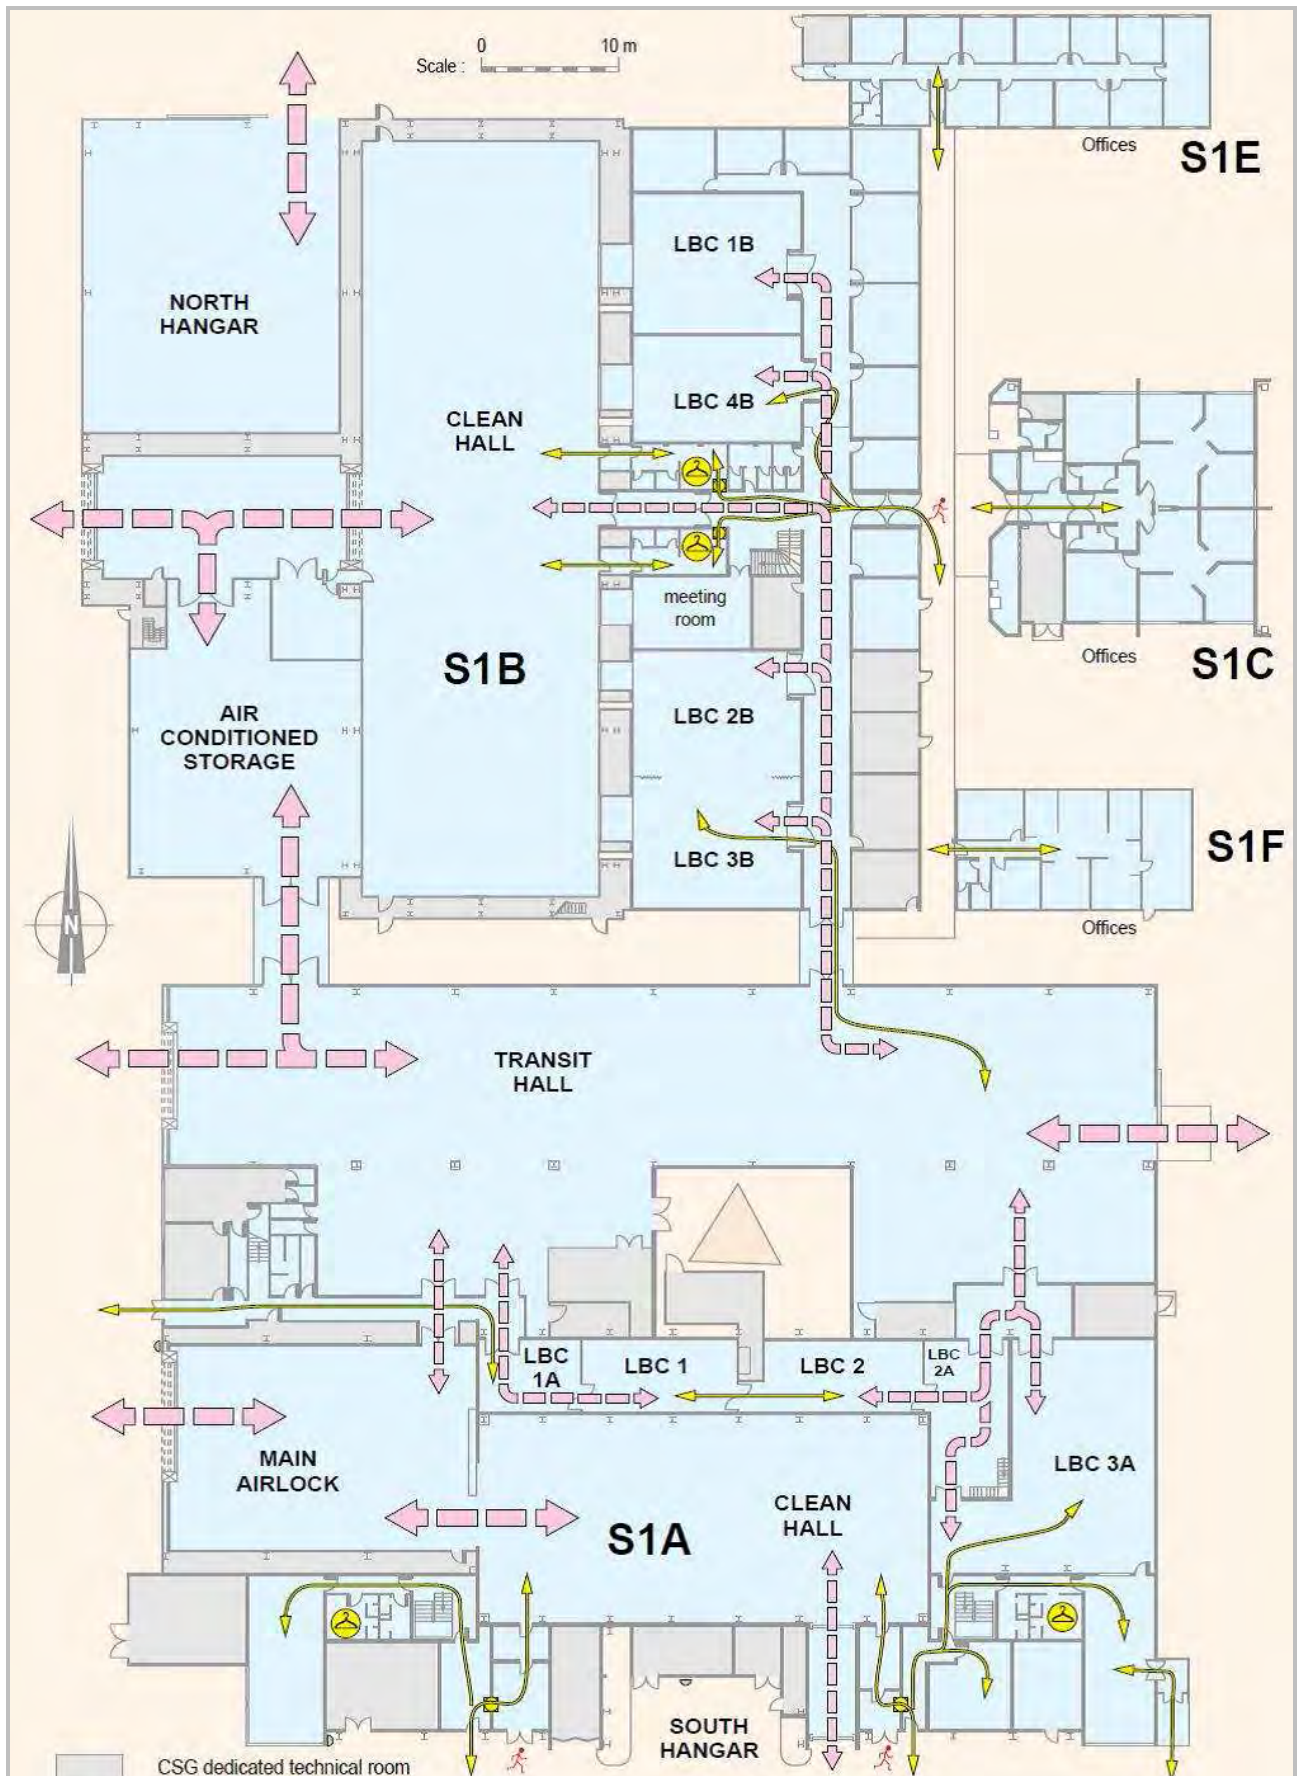 0 10 m
Scale :
Offices
S1E
LBC 1B
NORTH
HANGAR
LBC 4B
CLEAN
HALL
meeting
room
Offices
S1C
S1B
LBC 2B
AIR
CONDITIONED
STORAGE
S1F
LBC 3B
N
Offices
TRANSIT
HALL
LBC
1A
LBC 1
LBC 2
LBC
2A
MAIN
AIRLOCK
LBC 3A
CLEAN
HALL
S1A
SOUTH
HANGAR
CSG dedicated technical room